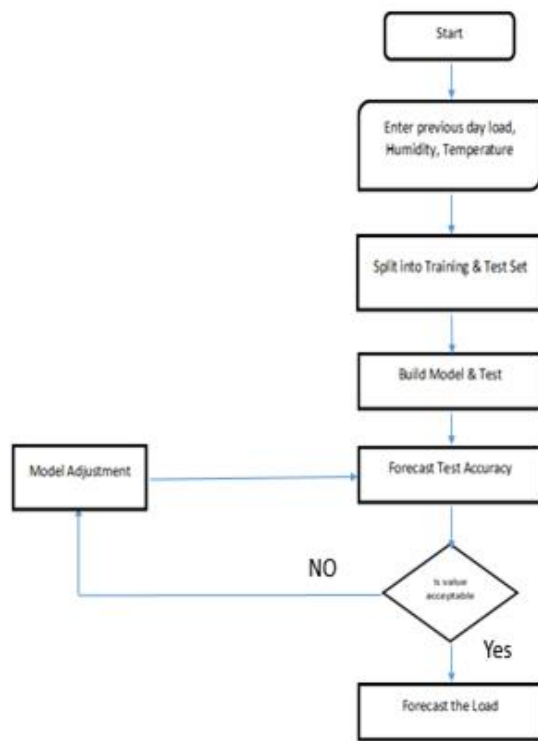 Start
Enter previous day load,
Humidity, Temperature
Split into Training & Test Set
Build Model & Test
Model Adjustment
Forecast Test Accuracy
NO
Is value
acceptable
Yes
Forecast the Load